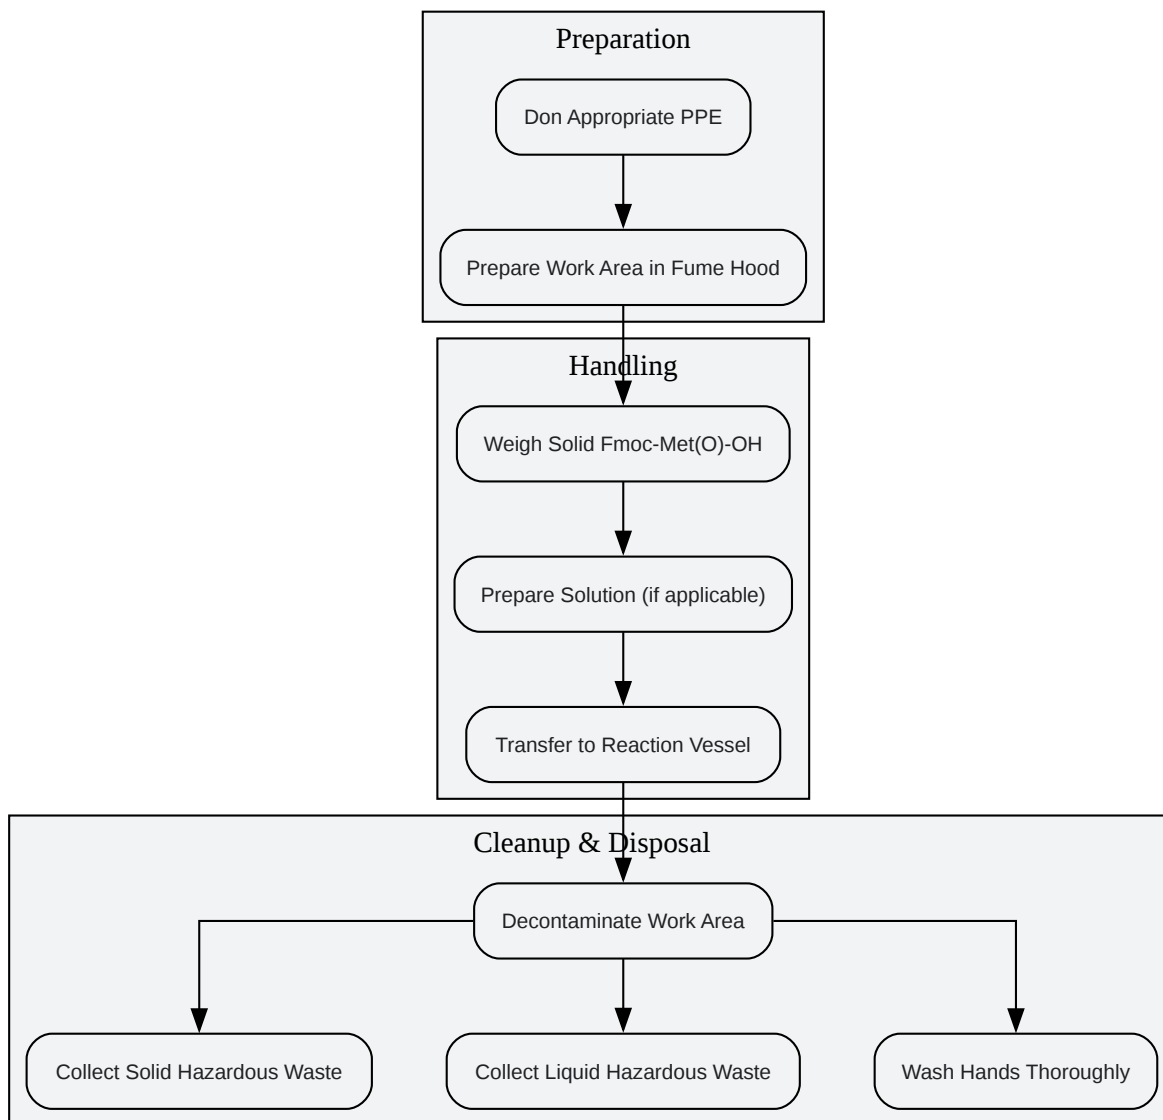 Preparation
Don Appropriate PPE
Prepare Work Area in Fume Hood
Handling
Weigh Solid Fmoc-Met(O)-OH
Prepare Solution (if applicable)
Transfer to Reaction Vessel
Cleanup & Disposal
Decontaminate Work Area
Collect Solid Hazardous Waste
Collect Liquid Hazardous Waste
Wash Hands Thoroughly